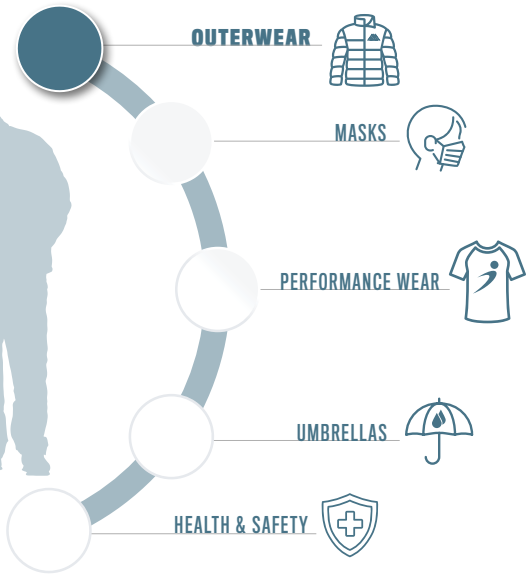 OUTERWEAR
MASKS
PERFORMANCE WEAR
UMBRELLAS
HEALTH & SAFETY